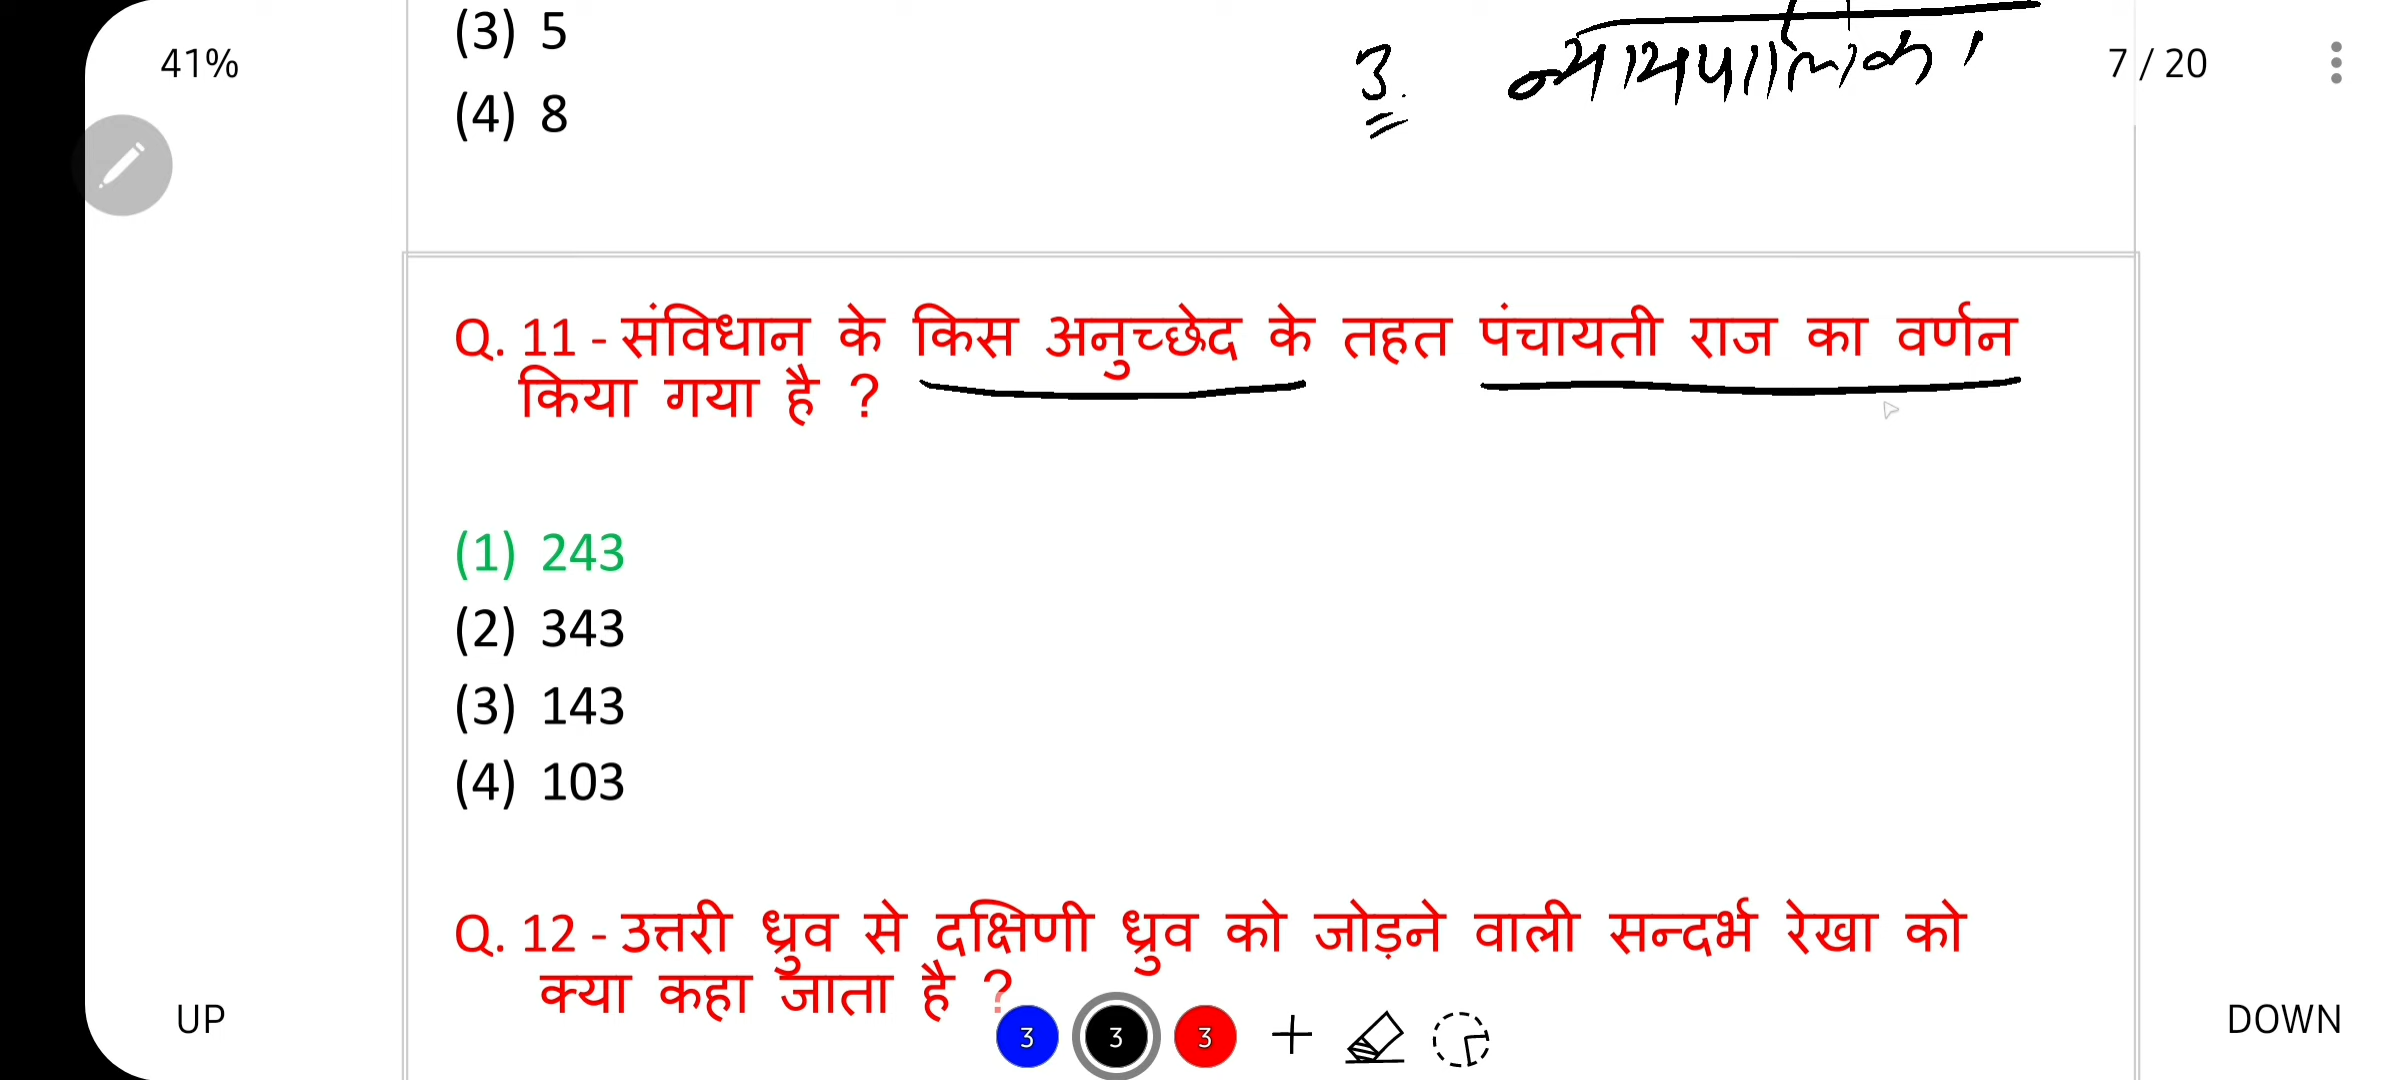 (3) 5
41%
3. न्यायपालिका
7 / 20
(4) 8
Q. 11 - संविधान के किस अनुच्छेद के तहत पंचायती राज का वर्णन
किया गया है ?
(1) 243
(2) 343
(3) 143
(4) 103
Q. 12 - उत्तरी ध्रुव से दक्षिणी ध्रुव को जोड़ने वाली सन्दर्भ रेखा को
क्या कहा जाता है ?
UP
3 3 3
DOWN